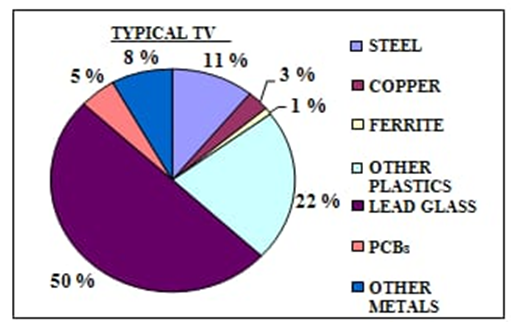 TYPICAL TV
8 %
11 %
5 %
3 %
1 %
22 %
50 %
STEEL
COPPER
FERRITE
OTHER
PLASTICS
LEAD GLASS
PCBs
OTHER
METALS